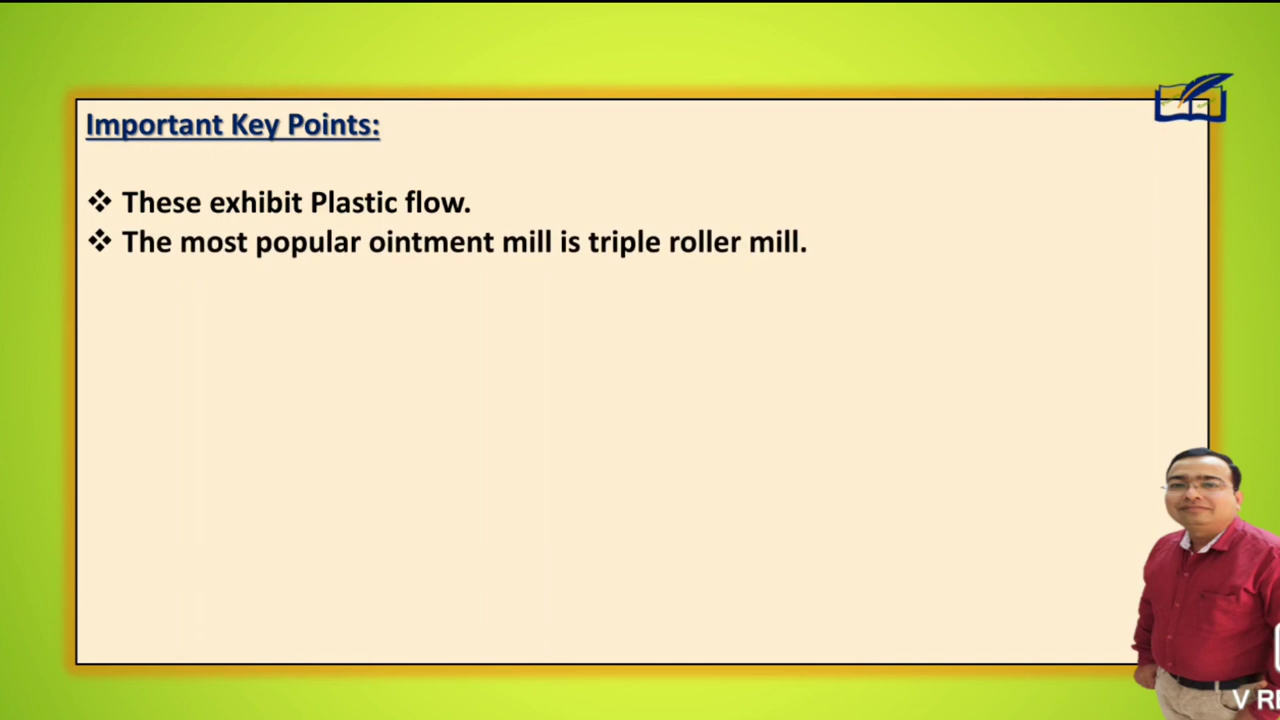 Important Key Points:
❖ These exhibit Plastic flow.
❖ The most popular ointment mill is triple roller mill.